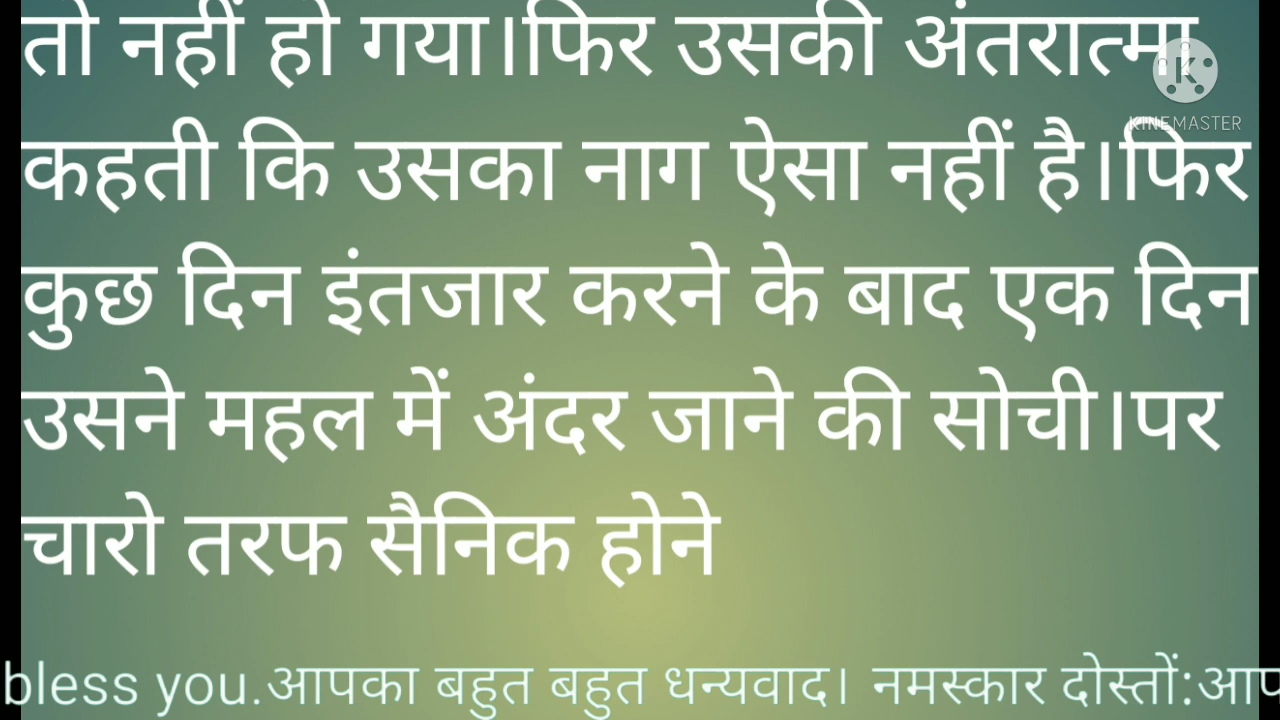 तो नहीं हो गया।फिर उसकी अंतरात्मा
KINEMASTER
कहती कि उसका नाग ऐसा नहीं है।फिर
कुछ दिन इंतजार करने के बाद एक दिन
उसने महल में अंदर जाने की सोची।पर
चारो तरफ सैनिक होने
bless you.आपका बहुत बहुत धन्यवाद। नमस्कार दोस्तों:आप